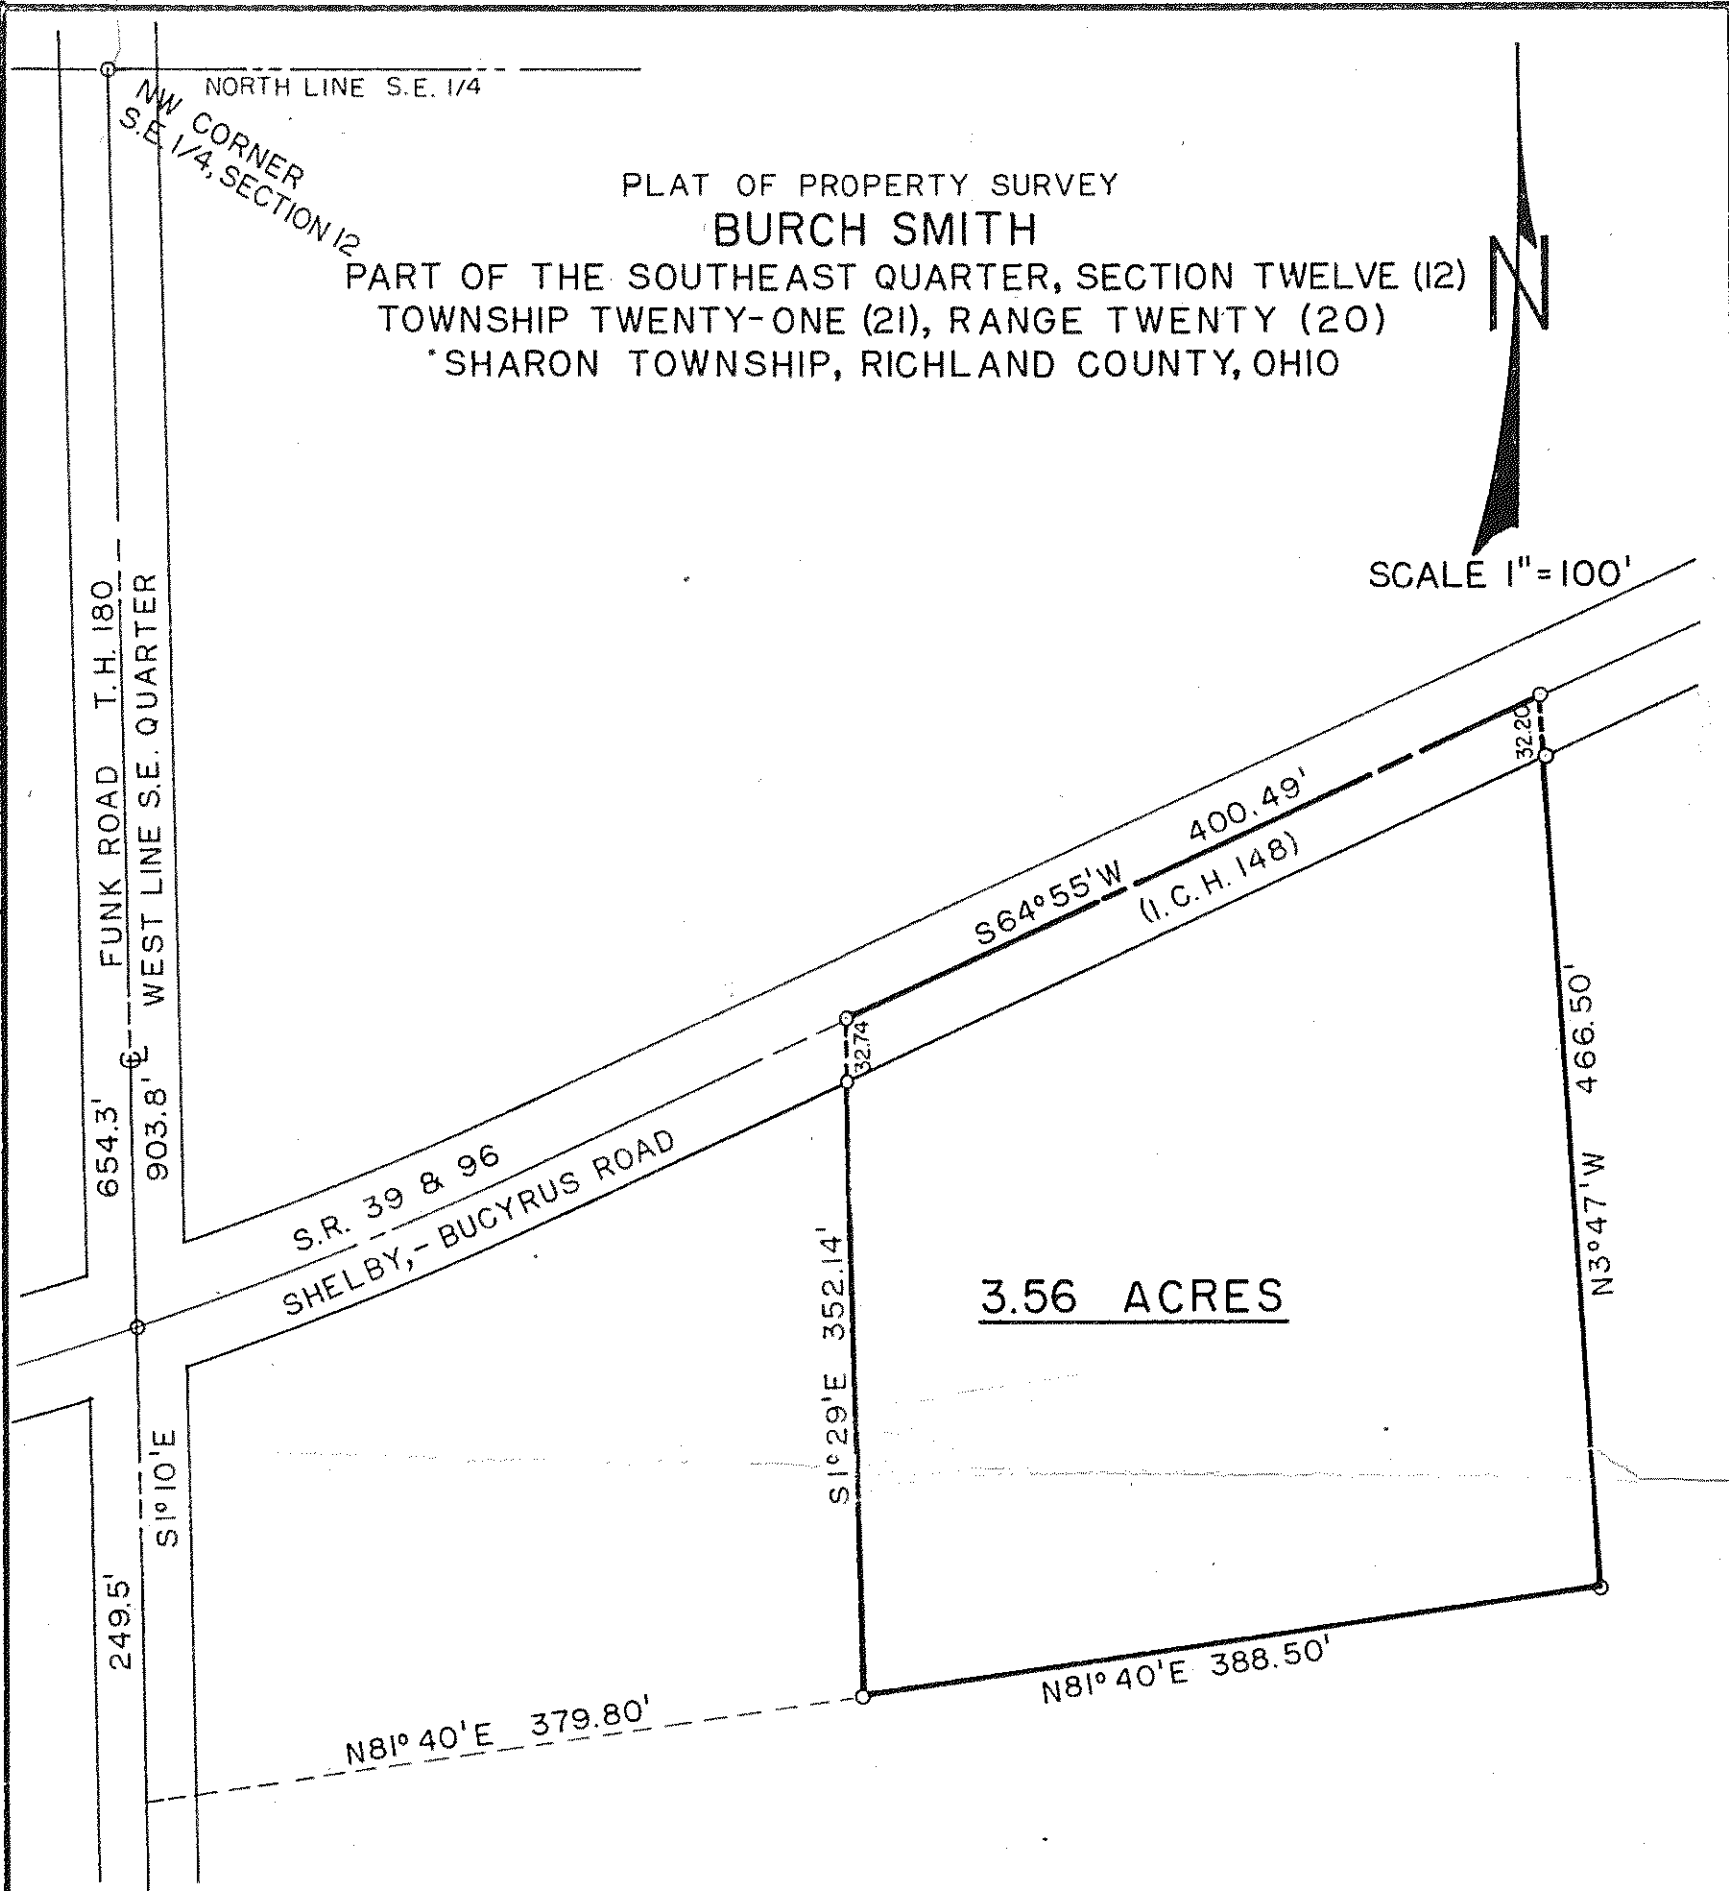 NORTH LINE S.E. 1/4
NW CORNER
S.E. 1/4, SECTION 12
PLAT OF PROPERTY SURVEY
BURCH SMITH
PART OF THE SOUTHEAST QUARTER, SECTION TWELVE (12)
TOWNSHIP TWENTY-ONE (21), RANGE TWENTY (20)
SHARON TOWNSHIP, RICHLAND COUNTY, OHIO
N
SCALE 1"=100'
FUNK ROAD T.H. 180
WEST LINE S.E. QUARTER
654.3'
℄
903.8'
S64°55'W 400.49'
(I.C.H. 148)
32.20
32.74
S.R. 39 & 96
SHELBY,-BUCYRUS ROAD
466.50'
N3°47'W
S1°29'E 352.14'
3.56 ACRES
S1°10'E
249.5'
N81°40'E 379.80'
N81°40'E 388.50'